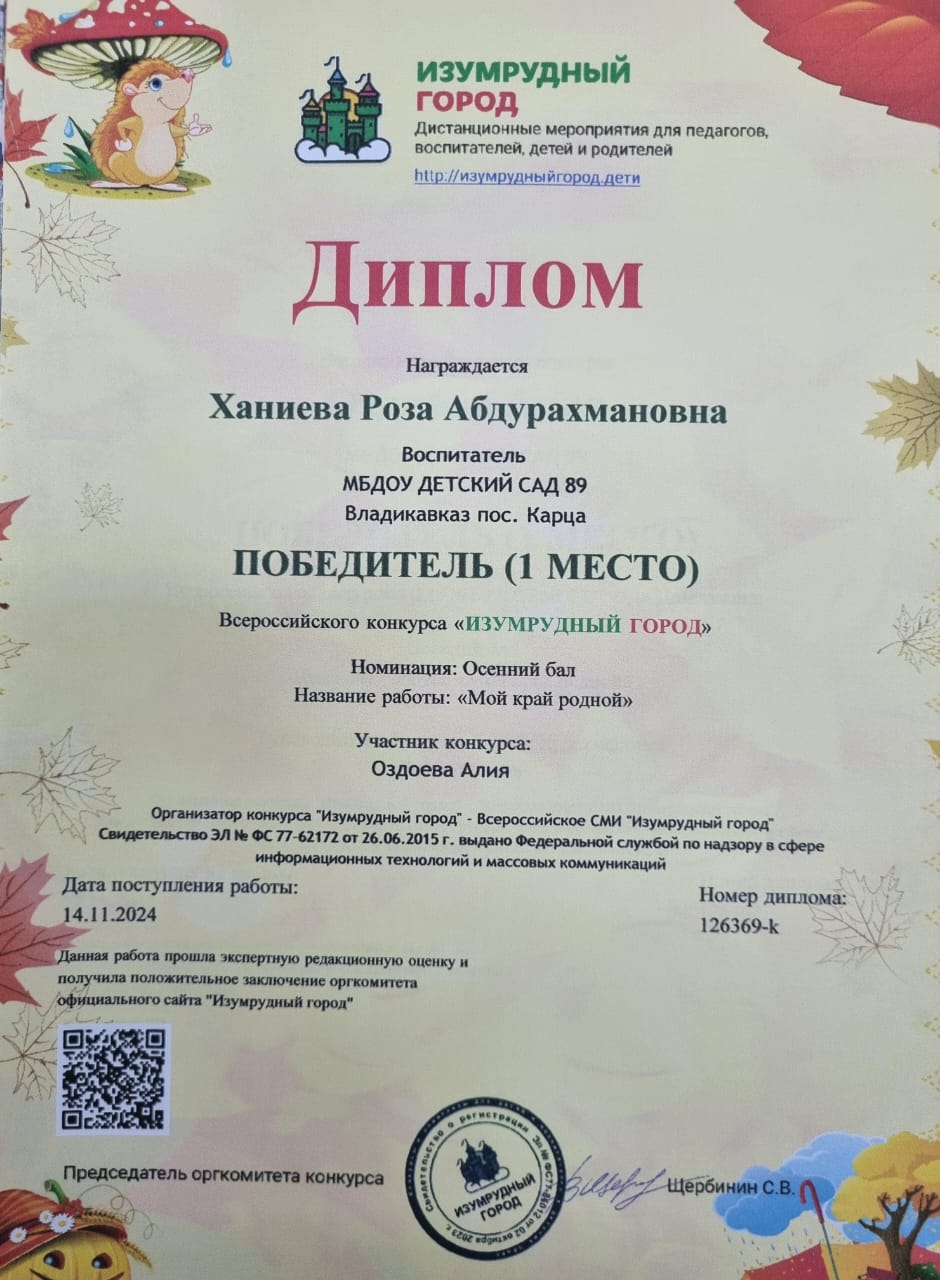 ИЗУМРУДНЫЙ
ГОРОД
Дистанционные мероприятия для педагогов,
воспитателей, детей и родителей
http://изумрудныйгород.дети
Диплом
Награждается
Ханиева Роза Абдурахмановна
Воспитатель
МБДОУ ДЕТСКИЙ САД 89
Владикавказ пос. Карца
ПОБЕДИТЕЛЬ (1 МЕСТО)
Всероссийского конкурса «ИЗУМРУДНЫЙ ГОРОД»
Номинация: Осенний бал
Название работы: «Мой край родной»
Участник конкурса:
Оздоева Алия
Организатор конкурса "Изумрудный город" - Всероссийское СМИ "Изумрудный город"
Свидетельство ЭЛ № ФС 77-62172 от 26.06.2015 г. выдано Федеральной службой по надзору в сфере
информационных технологий и массовых коммуникаций
Дата поступления работы:
14.11.2024
Номер диплома:
126369-k
Данная работа прошла экспертную редакционную оценку и
получила положительное заключение оргкомитета
официального сайта "Изумрудный город"
Председатель оргкомитета конкурса
Свидетельство о регистрации
ИЗУМРУДНЫЙ
ГОРОД
Щербинин С.В.